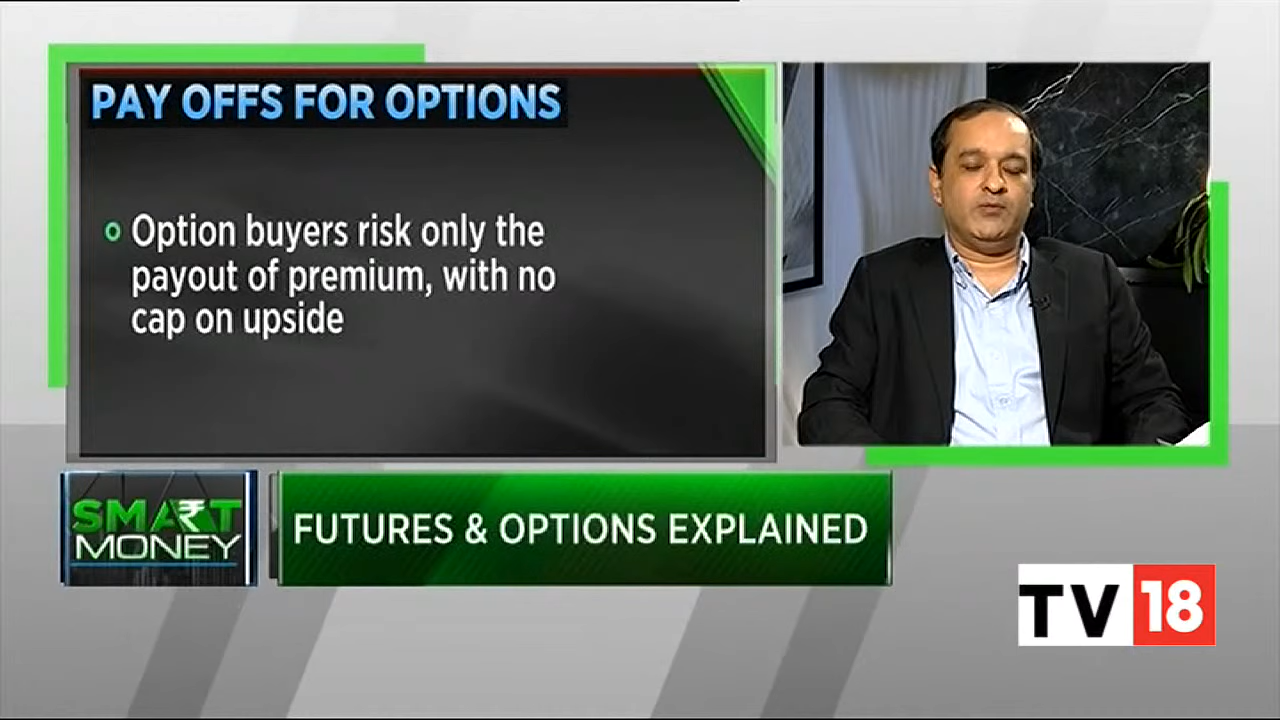 PAY OFFS FOR OPTIONS
Option buyers risk only the
payout of premium, with no
cap on upside
SMA₹T
MONEY
FUTURES & OPTIONS EXPLAINED
TV18